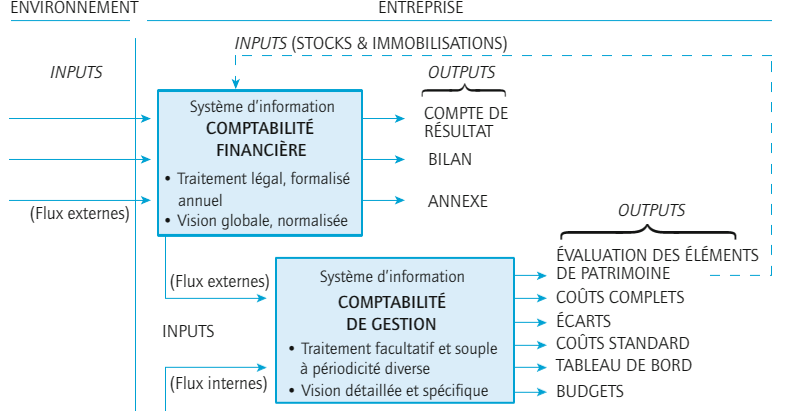 ENVIRONNEMENT
ENTREPRISE
INPUTS (STOCKS & IMMOBILISATIONS)
INPUTS
OUTPUTS
Système d'information
COMPTABILITÉ
FINANCIÈRE
• Traitement légal, formalisé
annuel
• Vision globale, normalisée
COMPTE DE
RÉSULTAT
BILAN
ANNEXE
(Flux externes)
OUTPUTS
(Flux externes)
INPUTS
(Flux internes)
Système d'information
COMPTABILITÉ
DE GESTION
• Traitement facultatif et souple
à périodicité diverse
• Vision détaillée et spécifique
ÉVALUATION DES ÉLÉMENTS
DE PATRIMOINE
COÛTS COMPLETS
ÉCARTS
COÛTS STANDARD
TABLEAU DE BORD
BUDGETS